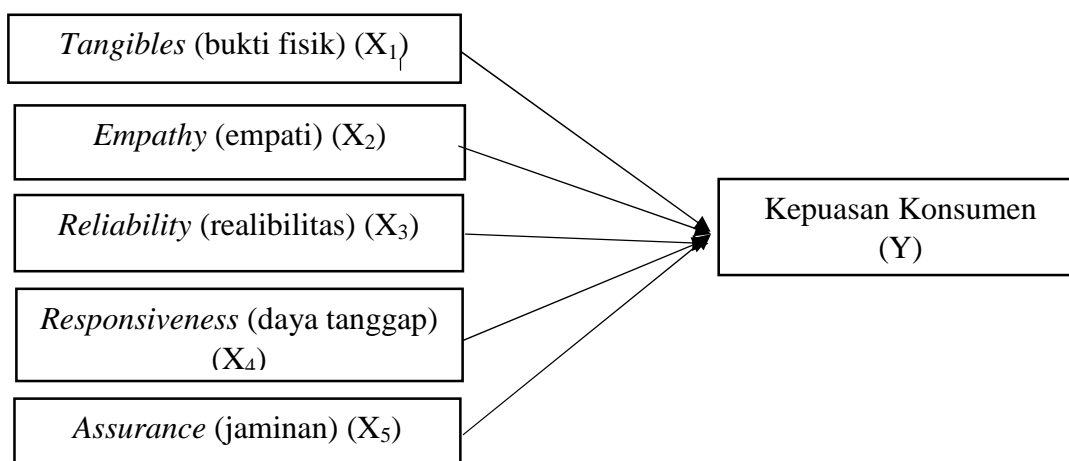 Tangibles (bukti fisik) (X₁)
Empathy (empati) (X₂)
Reliability (realibilitas) (X₃)
Responsiveness (daya tanggap)
(X₄)
Assurance (jaminan) (X₅)
Kepuasan Konsumen
(Y)